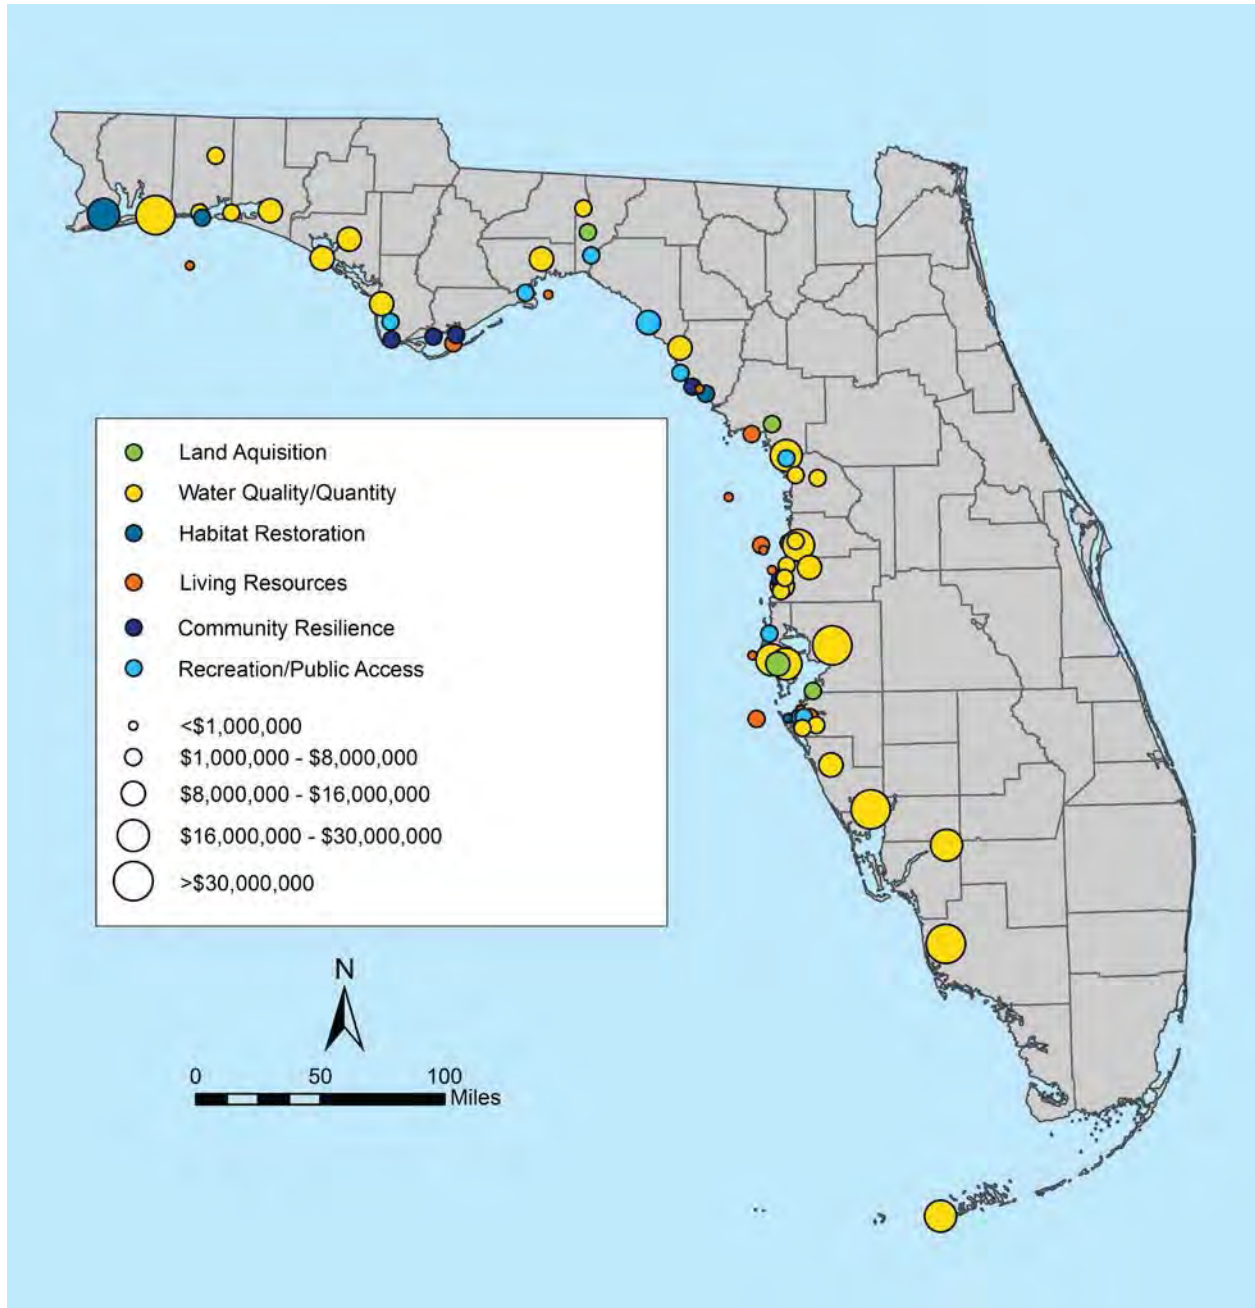 Land Aquisition
Water Quality/Quantity
Habitat Restoration
Living Resources
Community Resilience
Recreation/Public Access
<$1,000,000
$1,000,000 - $8,000,000
$8,000,000 - $16,000,000
$16,000,000 - $30,000,000
>$30,000,000
N
0 50 100
Miles